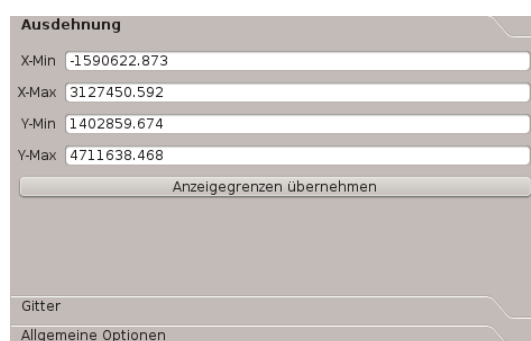 Ausdehnung
X-Min -1590622.873
X-Max 3127450.592
Y-Min 1402859.674
Y-Max 4711638.468
Anzeigegrenzen übernehmen
Gitter
Allgemeine Optionen